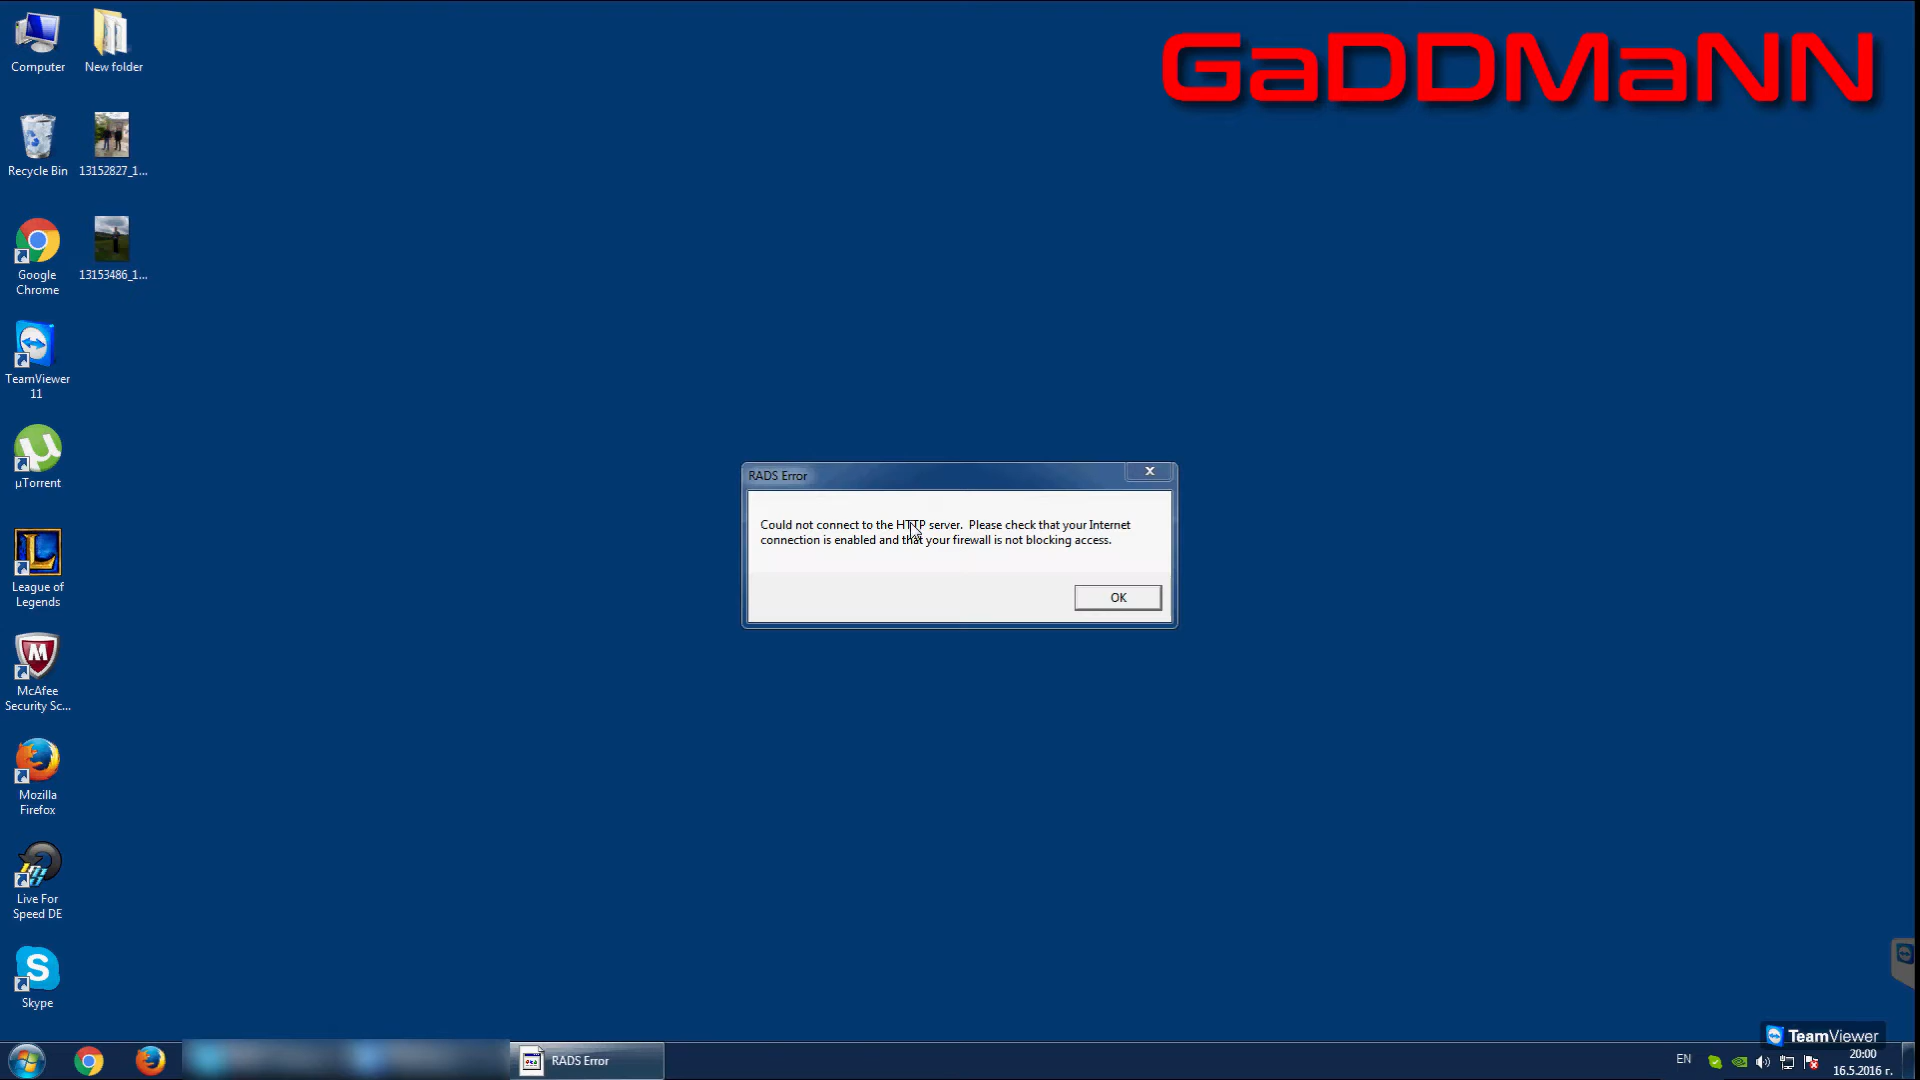 GaDDMaNN
Computer
New folder
Recycle Bin
13152827_1...
Google
Chrome
13153486_1...
TeamViewer
11
µTorrent
League of
Legends
McAfee
Security Sc...
Mozilla
Firefox
Live For
Speed DE
Skype
RADS Error
Could not connect to the HTTP server.  Please check that your Internet
connection is enabled and that your firewall is not blocking access.
OK
TeamViewer
RADS Error
EN
20:00
16.5.2016 г.